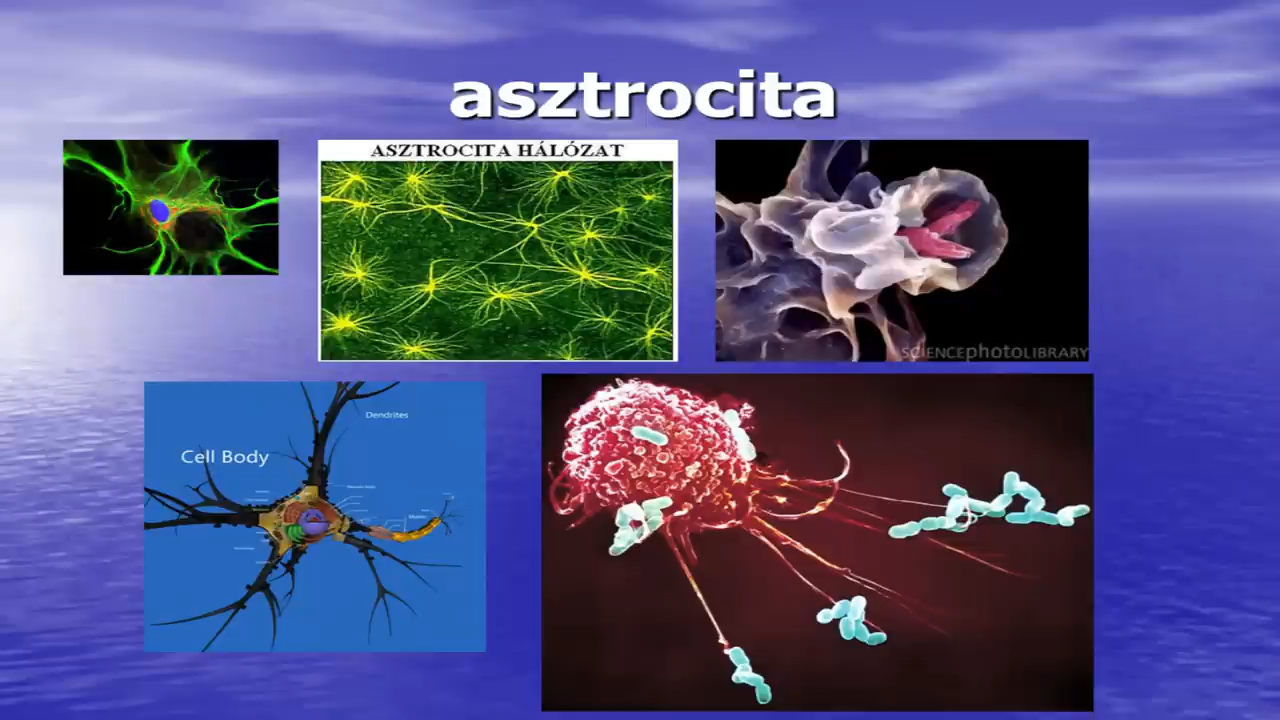 asztrocita
ASZTROCITA HÁLÓZAT
SCIENCEphotoLIBRARY
Dendrites
Cell Body